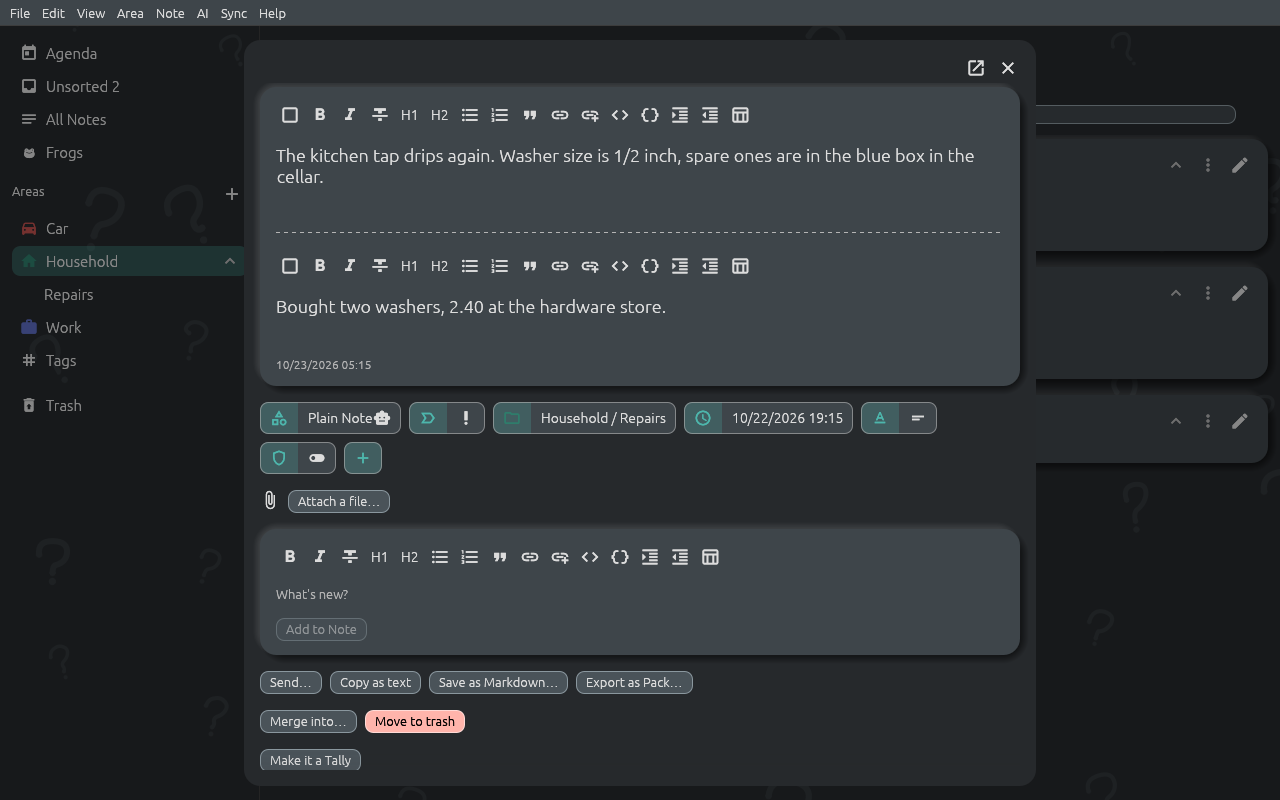 File Edit View Area Note AI Sync Help
Agenda
Unsorted 2
All Notes
Frogs
Areas
Car
Household
Repairs
Work
Tags
Trash
B I S H1 H2
The kitchen tap drips again. Washer size is 1/2 inch, spare ones are in the blue box in the
cellar.
B I S H1 H2
Bought two washers, 2.40 at the hardware store.
10/23/2026 05:15
Plain Note ! Household / Repairs 10/22/2026 19:15
Attach a file…
B I S H1 H2
What's new?
Add to Note
Send… Copy as text Save as Markdown… Export as Pack…
Merge into… Move to trash
Make it a Tally